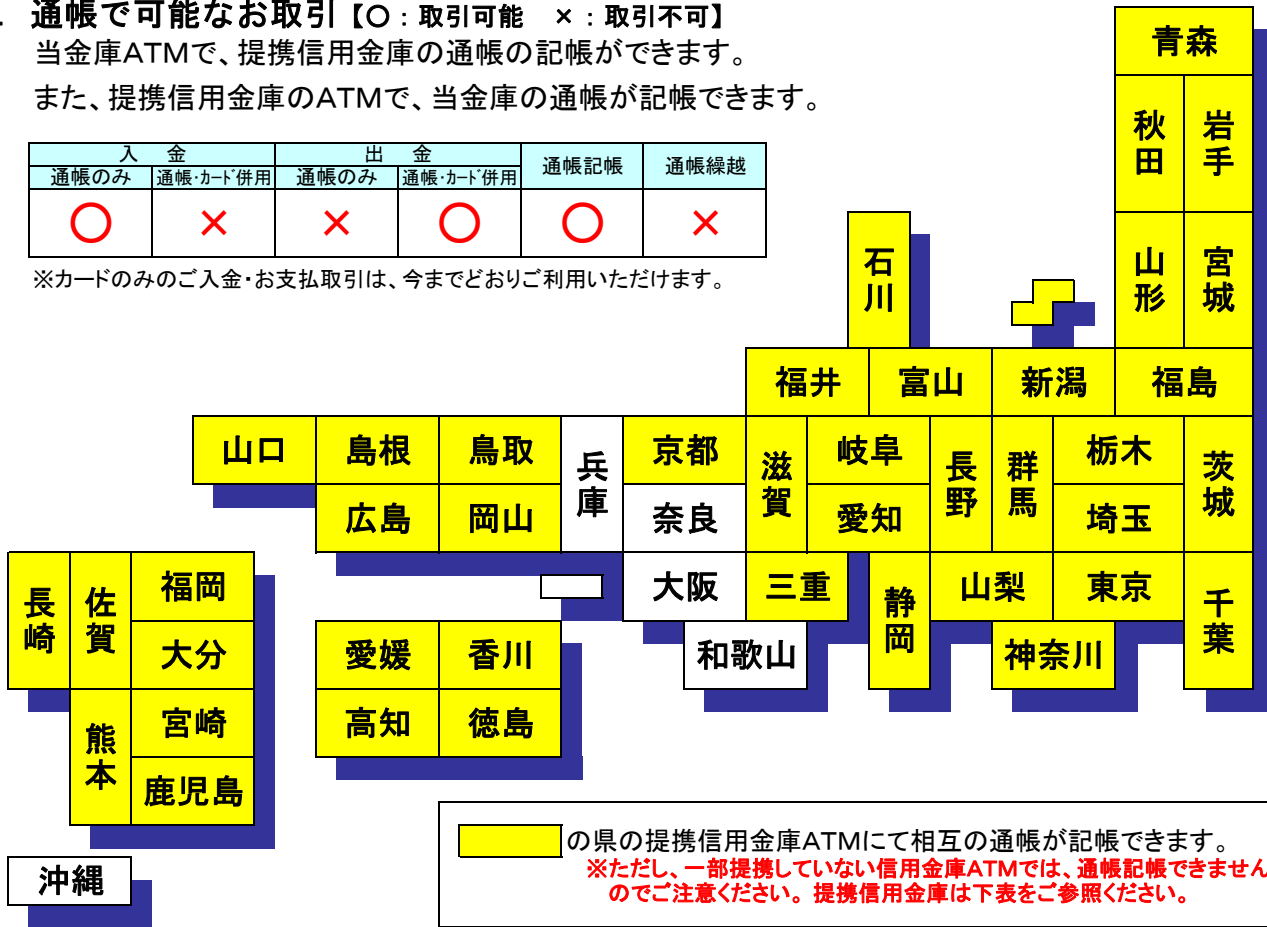 . 通帳で可能なお取引【○：取引可能　×：取引不可】
当金庫ATMで、提携信用金庫の通帳の記帳ができます。
また、提携信用金庫のATMで、当金庫の通帳が記帳できます。
入　金 出　金 通帳記帳 通帳繰越
通帳のみ 通帳・カード併用 通帳のみ 通帳・カード併用
○ × × ○ ○ ×
※カードのみのご入金・お支払取引は、今までどおりご利用いただけます。
青森
秋田 岩手
石川 山形 宮城
福井 富山 新潟 福島
山口 島根 鳥取 兵庫 京都 滋賀 岐阜 長野 群馬 栃木 茨城
広島 岡山 奈良 愛知 埼玉
長崎 佐賀 福岡 大阪 三重 静岡 山梨 東京 千葉
大分 愛媛 香川 和歌山 神奈川
熊本 宮崎 高知 徳島
鹿児島
沖縄
の県の提携信用金庫ATMにて相互の通帳が記帳できます。
※ただし、一部提携していない信用金庫ATMでは、通帳記帳できません
のでご注意ください。提携信用金庫は下表をご参照ください。